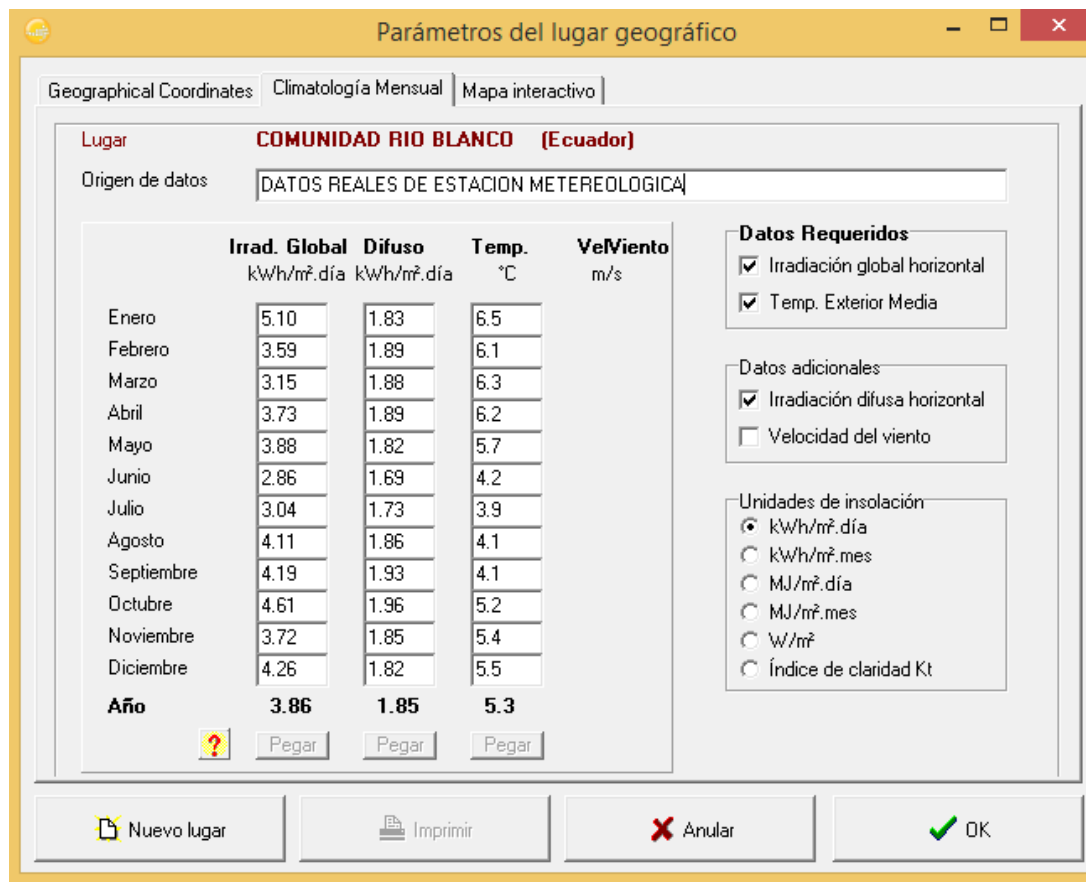 Parámetros del lugar geográfico
Geographical Coordinates Climatología Mensual Mapa interactivo
Lugar COMUNIDAD RIO BLANCO (Ecuador)
Origen de datos DATOS REALES DE ESTACION METEREOLOGICA
Irrad. Global Difuso Temp. VelViento
kWh/m².día kWh/m².día °C m/s
Enero 5.10 1.83 6.5
Febrero 3.59 1.89 6.1
Marzo 3.15 1.88 6.3
Abril 3.73 1.89 6.2
Mayo 3.88 1.82 5.7
Junio 2.86 1.69 4.2
Julio 3.04 1.73 3.9
Agosto 4.11 1.86 4.1
Septiembre 4.19 1.93 4.1
Octubre 4.61 1.96 5.2
Noviembre 3.72 1.85 5.4
Diciembre 4.26 1.82 5.5
Año 3.86 1.85 5.3
? Pegar Pegar Pegar
Datos Requeridos
Irradiación global horizontal
Temp. Exterior Media
Datos adicionales
Irradiación difusa horizontal
Velocidad del viento
Unidades de insolación
kWh/m².día
kWh/m².mes
MJ/m².día
MJ/m².mes
W/m²
Índice de claridad Kt
Nuevo lugar Imprimir Anular OK